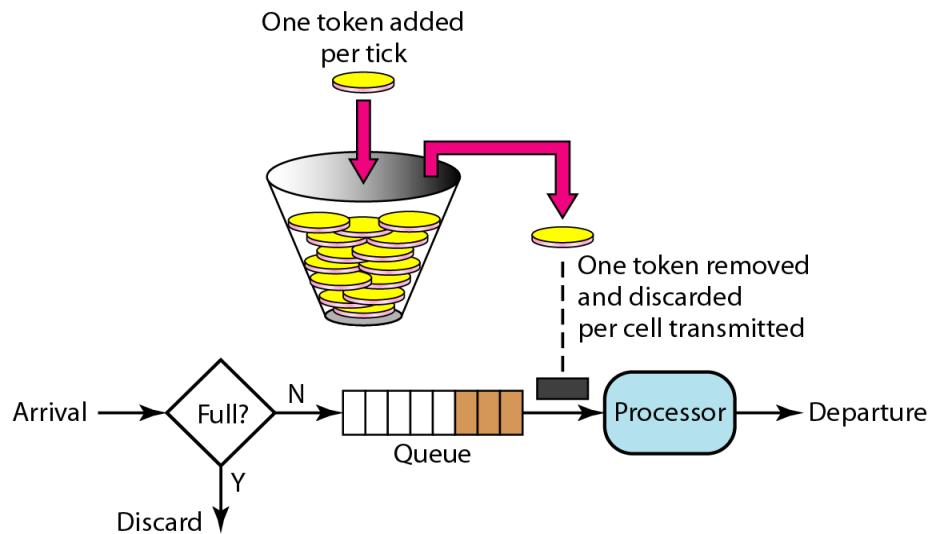 One token added
per tick
One token removed
and discarded
per cell transmitted
Arrival
Full?
N
Processor
Departure
Queue
Y
Discard